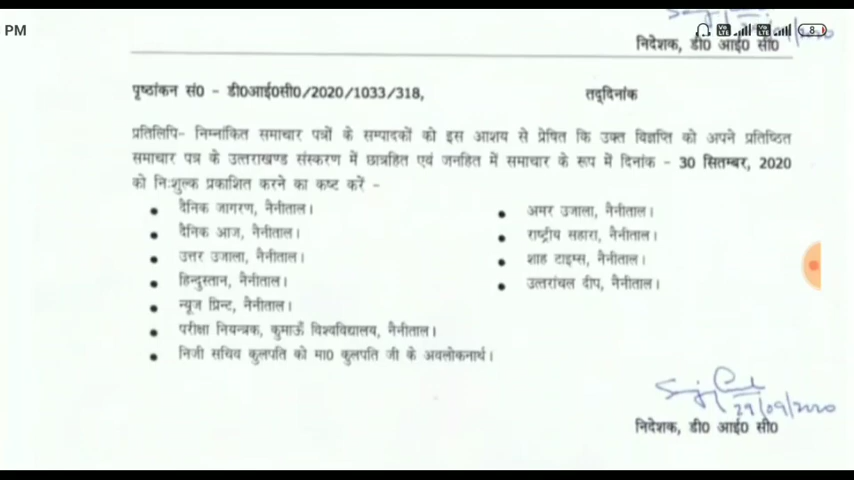 PM
8
निदेशक, डी0 आई0 सी0
पृष्ठांकन सं0 - डी0आई0सी0/2020/1033/318, तद्दिनांक
प्रतिलिपि- निम्नांकित समाचार पत्रों के सम्पादकों को इस आशय से प्रेषित कि उक्त विज्ञप्ति को अपने प्रतिष्ठित
समाचार पत्र के उत्तराखण्ड संस्करण में छात्रहित एवं जनहित में समाचार के रूप में दिनांक - 30 सितम्बर, 2020
को निःशुल्क प्रकाशित करने का कष्ट करें -
• दैनिक जागरण, नैनीताल।
• दैनिक आज, नैनीताल।
• उत्तर उजाला, नैनीताल।
• हिन्दुस्तान, नैनीताल।
• न्यूज प्रिन्ट, नैनीताल।
• परीक्षा नियन्त्रक, कुमाऊँ विश्वविद्यालय, नैनीताल।
• निजी सचिव कुलपति को मा0 कुलपति जी के अवलोकनार्थ।
• अमर उजाला, नैनीताल।
• राष्ट्रीय सहारा, नैनीताल।
• शाह टाइम्स, नैनीताल।
• उत्तरांचल दीप, नैनीताल।
29/09/2020
निदेशक, डी0 आई0 सी0